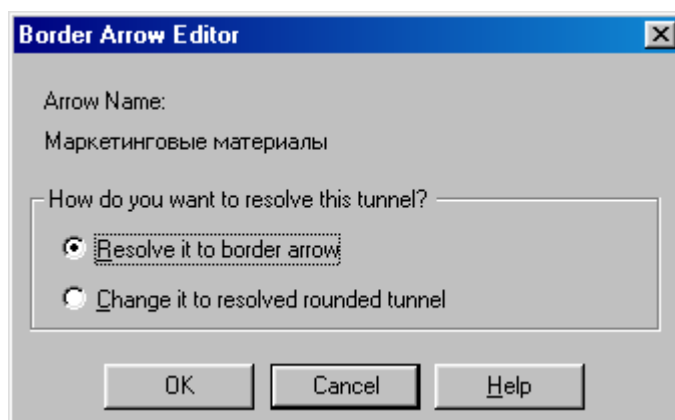 Border Arrow Editor
Arrow Name:
Маркетинговые материалы
How do you want to resolve this tunnel?
Resolve it to border arrow
Change it to resolved rounded tunnel
OK Cancel Help